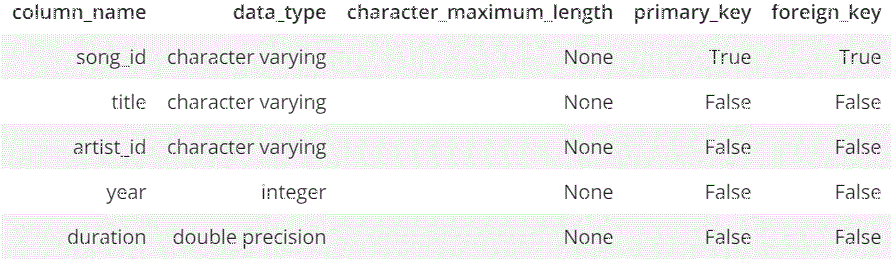 column_name data_type character_maximum_length primary_key foreign_key
song_id character varying None True True
title character varying None False False
artist_id character varying None False False
year integer None False False
duration double precision None False False